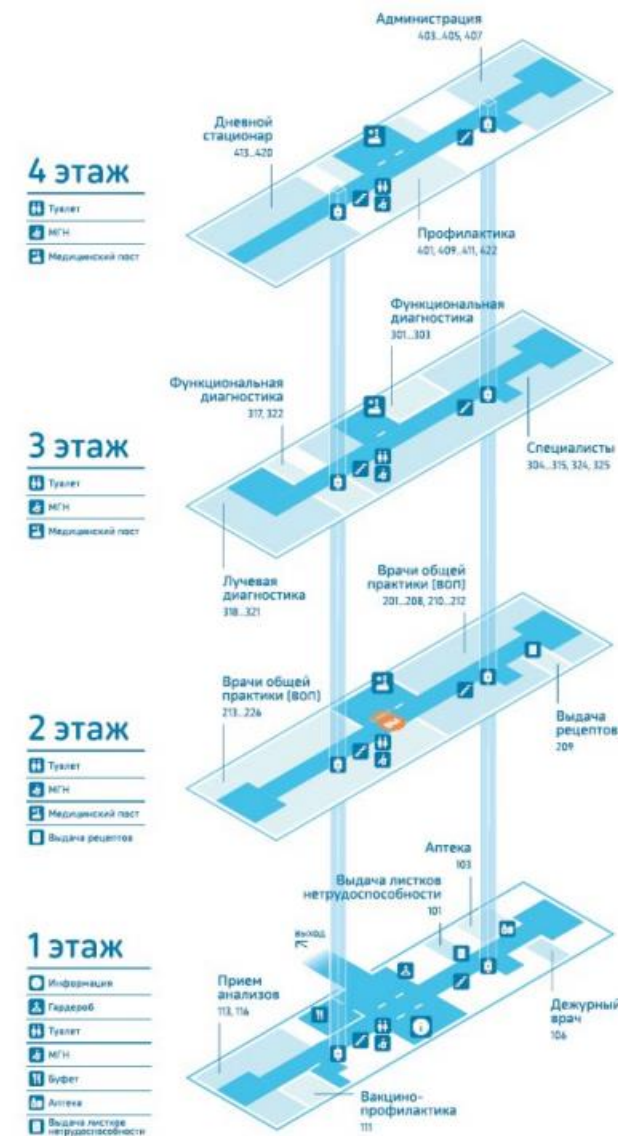 Администрация
403...405, 407
Дневной
стационар
413...420
4 этаж
Туалет
МГН
Медицинский пост
Профилактика
401, 409...411, 422
Функциональная
диагностика
301...303
Функциональная
диагностика
317, 322
3 этаж
Туалет
МГН
Медицинский пост
Специалисты
304...315, 324, 325
Лучевая
диагностика
318...321
Врачи общей
практики (ВОП)
201...208, 210...212
Врачи общей
практики (ВОП)
213...226
2 этаж
Туалет
МГН
Медицинский пост
Выдача рецептов
Выдача
рецептов
209
Аптека
103
Выдача листков
нетрудоспособности
101
выход
1 этаж
Информация
Гардероб
Туалет
МГН
Буфет
Аптека
Выдача листков
нетрудоспособности
Прием
анализов
113, 116
Дежурный
врач
106
Вакцино-
профилактика
111